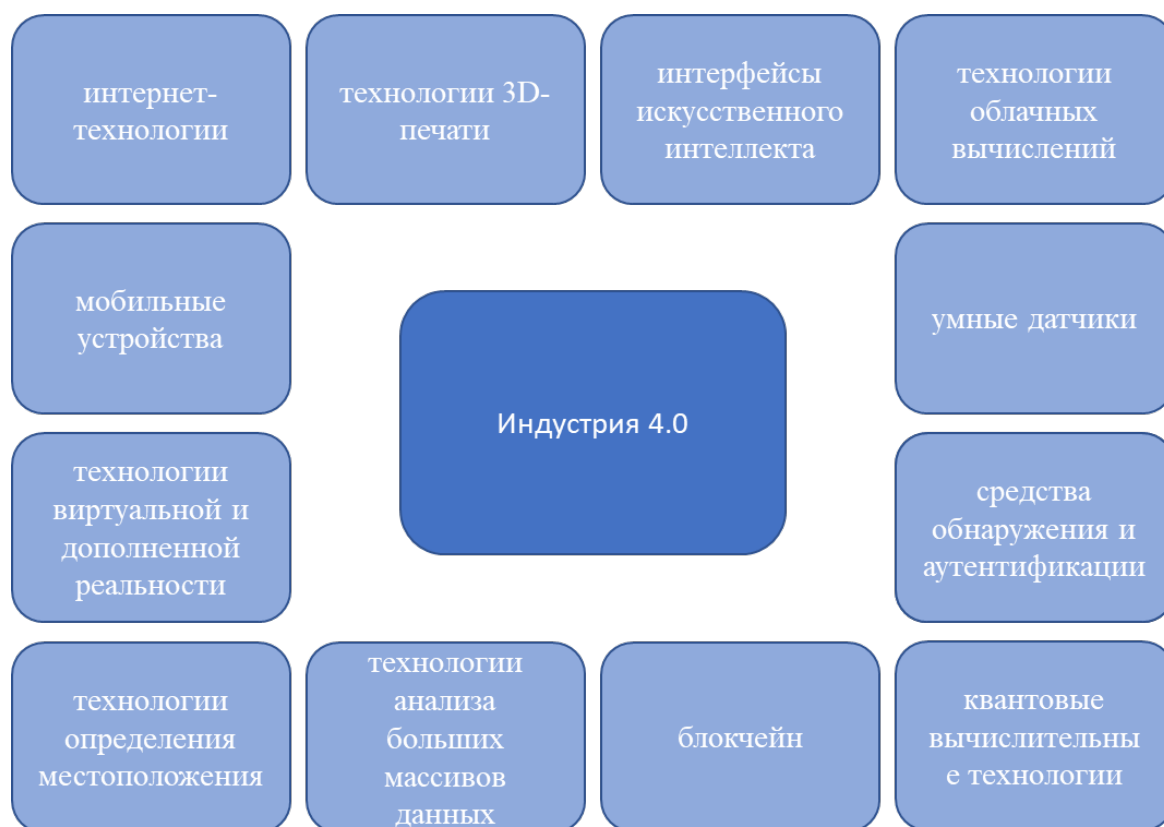 интернет-
технологии
технологии 3D-
печати
интерфейсы
искусственного
интеллекта
технологии
облачных
вычислений
мобильные
устройства
Индустрия 4.0
умные датчики
технологии
виртуальной и
дополненной
реальности
средства
обнаружения и
аутентификации
технологии
определения
местоположения
технологии
анализа
больших
массивов
данных
блокчейн
квантовые
вычислительны
е технологии